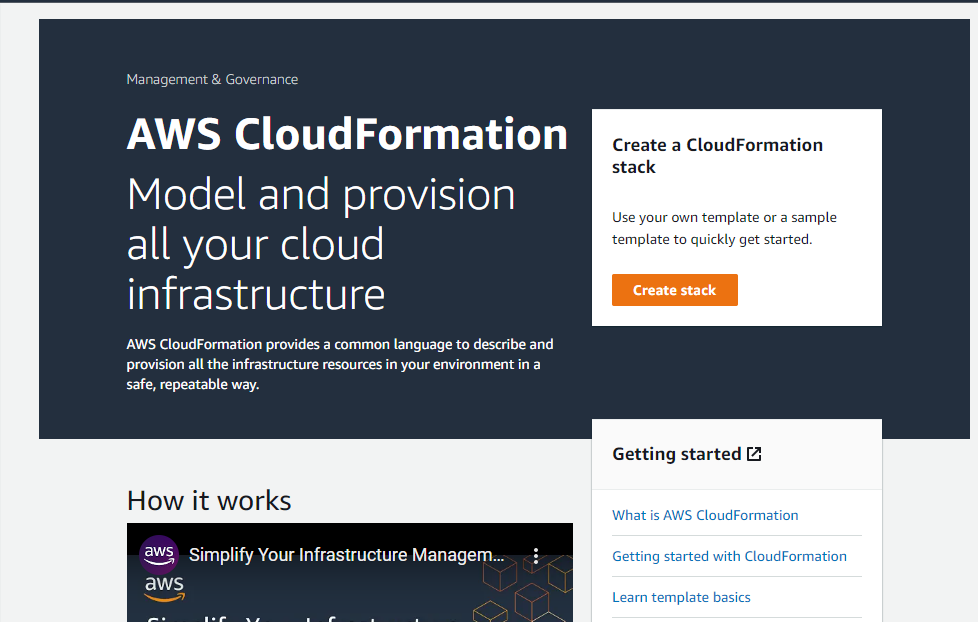 Management & Governance
AWS CloudFormation
Model and provision
all your cloud
infrastructure
AWS CloudFormation provides a common language to describe and
provision all the infrastructure resources in your environment in a
safe, repeatable way.
Create a CloudFormation
stack
Use your own template or a sample
template to quickly get started.
Create stack
Getting started
What is AWS CloudFormation
Getting started with CloudFormation
Learn template basics
How it works
aws
Simplify Your Infrastructure Managem...
aws
Simplify Your Infrastructure